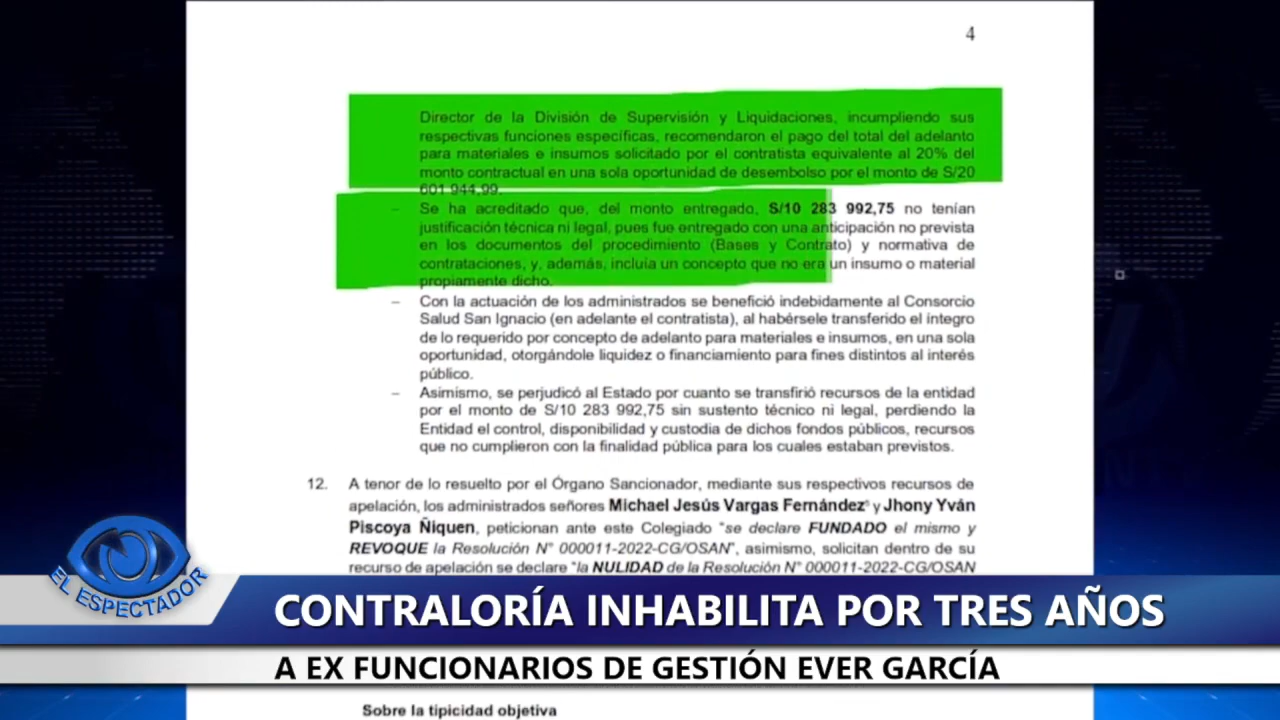 4
Director de la División de Supervisión y Liquidaciones, incumpliendo sus
respectivas funciones específicas, recomendaron el pago del total del adelanto
para materiales e insumos solicitado por el contratista equivalente al 20% del
monto contractual en una sola oportunidad de desembolso por el monto de S/20
601 944,99.
– Se ha acreditado que, del monto entregado, S/10 283 992,75 no tenían
justificación técnica ni legal, pues fue entregado con una anticipación no prevista
en los documentos del procedimiento (Bases y Contrato) y normativa de
contrataciones, y, además, incluía un concepto que no era un insumo o material
propiamente dicho.
– Con la actuación de los administrados se benefició indebidamente al Consorcio
Salud San Ignacio (en adelante el contratista), al habérsele transferido el íntegro
de lo requerido por concepto de adelanto para materiales e insumos, en una sola
oportunidad, otorgándole liquidez o financiamiento para fines distintos al interés
público.
– Asimismo, se perjudicó al Estado por cuanto se transfirió recursos de la entidad
por el monto de S/10 283 992,75 sin sustento técnico ni legal, perdiendo la
Entidad el control, disponibilidad y custodia de dichos fondos públicos, recursos
que no cumplieron con la finalidad pública para los cuales estaban previstos.
12. A tenor de lo resuelto por el Órgano Sancionador, mediante sus respectivos recursos de
apelación, los administrados señores Michael Jesús Vargas Fernández y Jhony Yván
Piscoya Ñiquen, peticionan ante este Colegiado "se declare FUNDADO el mismo y
REVOQUE la Resolución N° 000011-2022-CG/OSAN", asimismo, solicitan dentro de su
recurso de apelación se declare "la NULIDAD de la Resolución N° 000011-2022-CG/OSAN
EL ESPECTADOR
CONTRALORÍA INHABILITA POR TRES AÑOS
A EX FUNCIONARIOS DE GESTIÓN EVER GARCÍA
Sobre la tipicidad objetiva